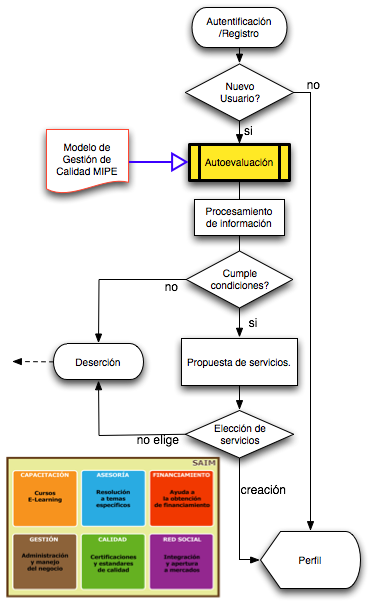 Autentificación
/Registro
no
Nuevo
Usuario?
si
Modelo de
Gestión de
Calidad MIPE
Autoevaluación
Procesamiento
de información
Cumple
condiciones?
no
si
Deserción
Propuesta de servicios.
no elige
Elección de
servicios
SAIM
CAPACITACIÓN
Cursos
E-Learning
ASESORÍA
Resolución
a temas
específicos
FINANCIAMIENTO
Ayuda a
la obtención
de financiamiento
creación
GESTIÓN
Administración
y manejo
del negocio
CALIDAD
Certificaciones
y estandares
de calidad
RED SOCIAL
Integración
y apertura
a mercados
Perfil